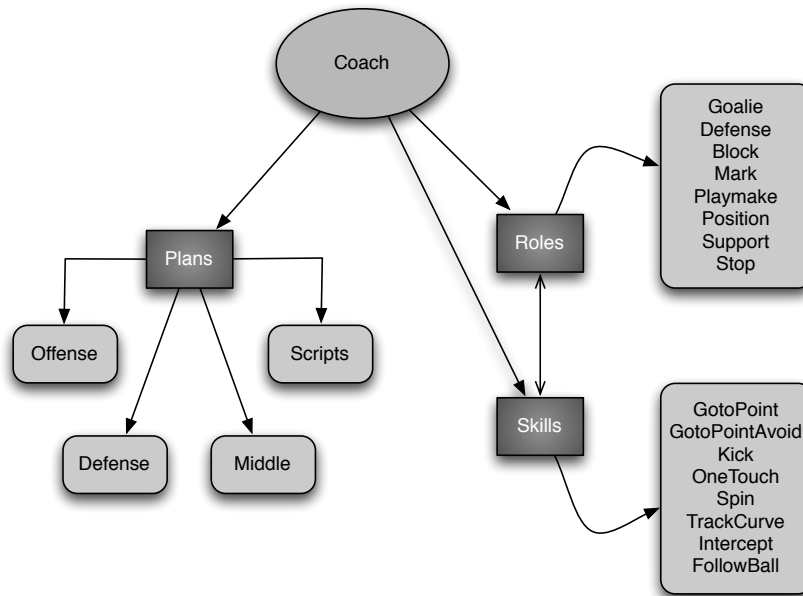 Coach
Goalie
Defense
Block
Mark
Playmake
Position
Support
Stop
Roles
Plans
Offense
Scripts
Defense
Middle
Skills
GotoPoint
GotoPointAvoid
Kick
OneTouch
Spin
TrackCurve
Intercept
FollowBall